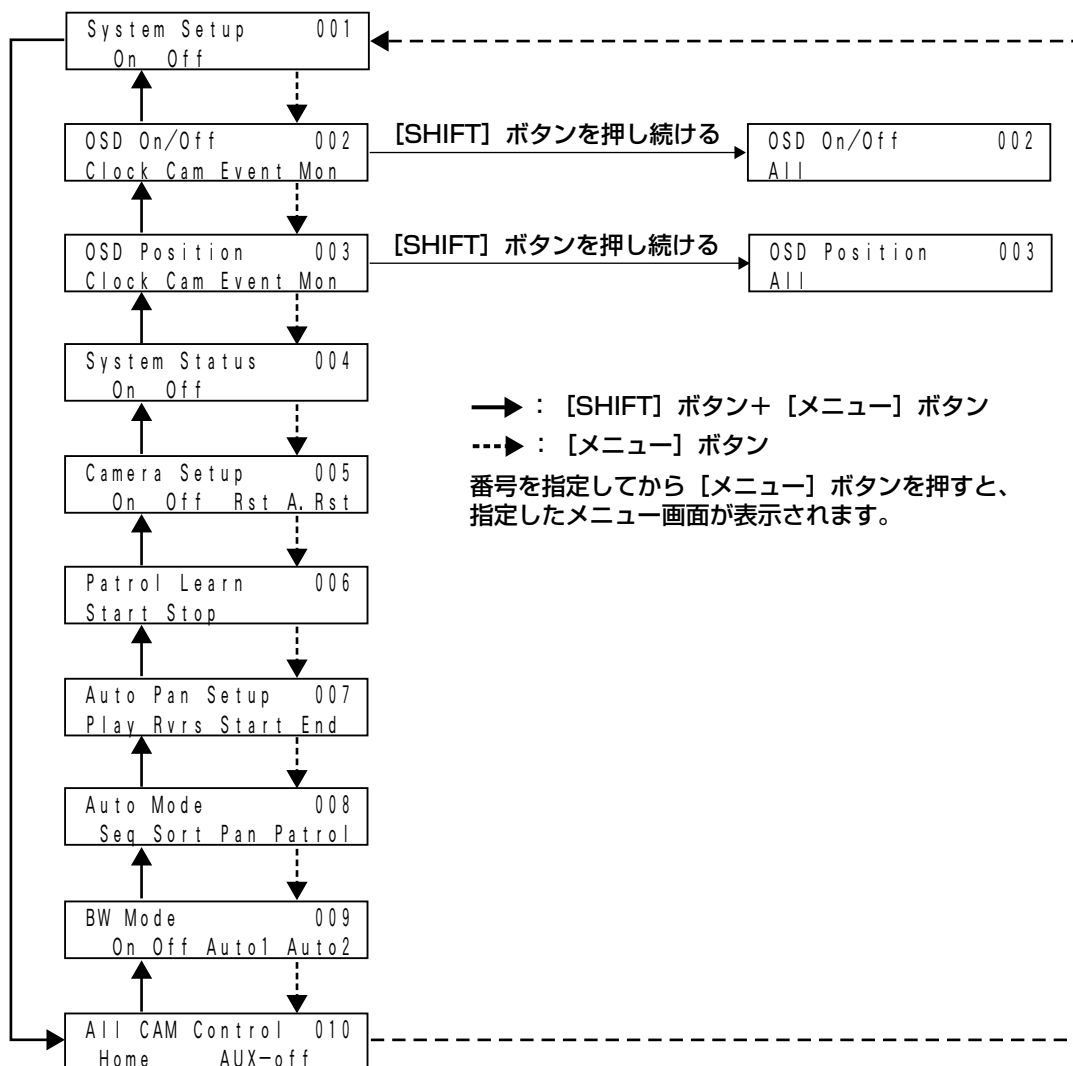 System Setup 001
On Off
OSD On/Off 002
Clock Cam Event Mon
［SHIFT］ボタンを押し続ける
OSD On/Off 002
All
OSD Position 003
Clock Cam Event Mon
［SHIFT］ボタンを押し続ける
OSD Position 003
All
System Status 004
On Off
：［SHIFT］ボタン＋［メニュー］ボタン
：［メニュー］ボタン
番号を指定してから［メニュー］ボタンを押すと、
指定したメニュー画面が表示されます。
Camera Setup 005
On Off Rst A.Rst
Patrol Learn 006
Start Stop
Auto Pan Setup 007
Play Rvrs Start End
Auto Mode 008
Seq Sort Pan Patrol
BW Mode 009
On Off Auto1 Auto2
All CAM Control 010
Home AUX-off